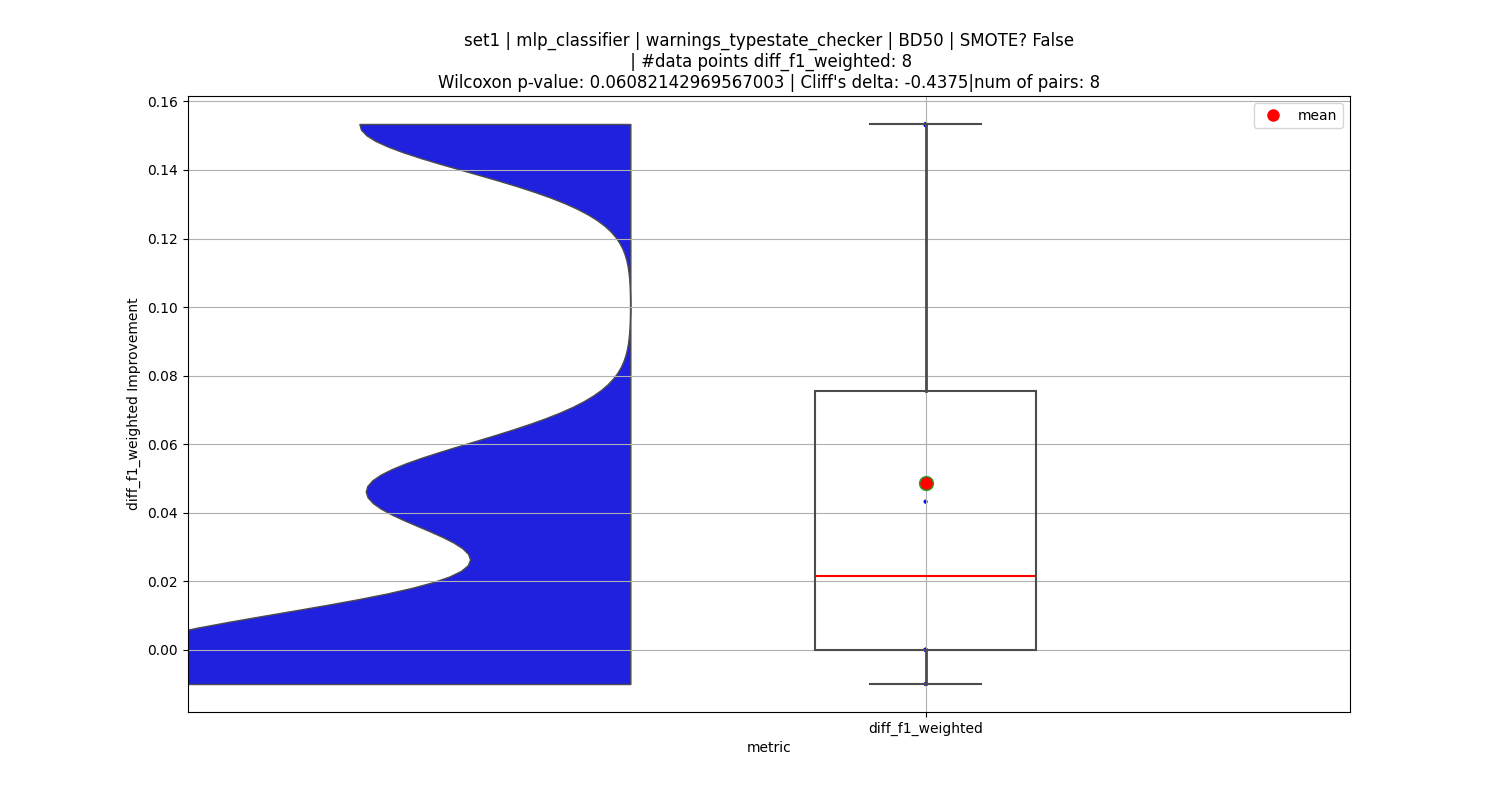 set1 | mlp_classifier | warnings_typestate_checker | BD50 | SMOTE? False
| #data points diff_f1_weighted: 8
Wilcoxon p-value: 0.06082142969567003 | Cliff's delta: -0.4375|num of pairs: 8
mean
0.16
0.14
0.12
0.10
0.08
0.06
0.04
0.02
0.00
diff_f1_weighted Improvement
diff_f1_weighted
metric